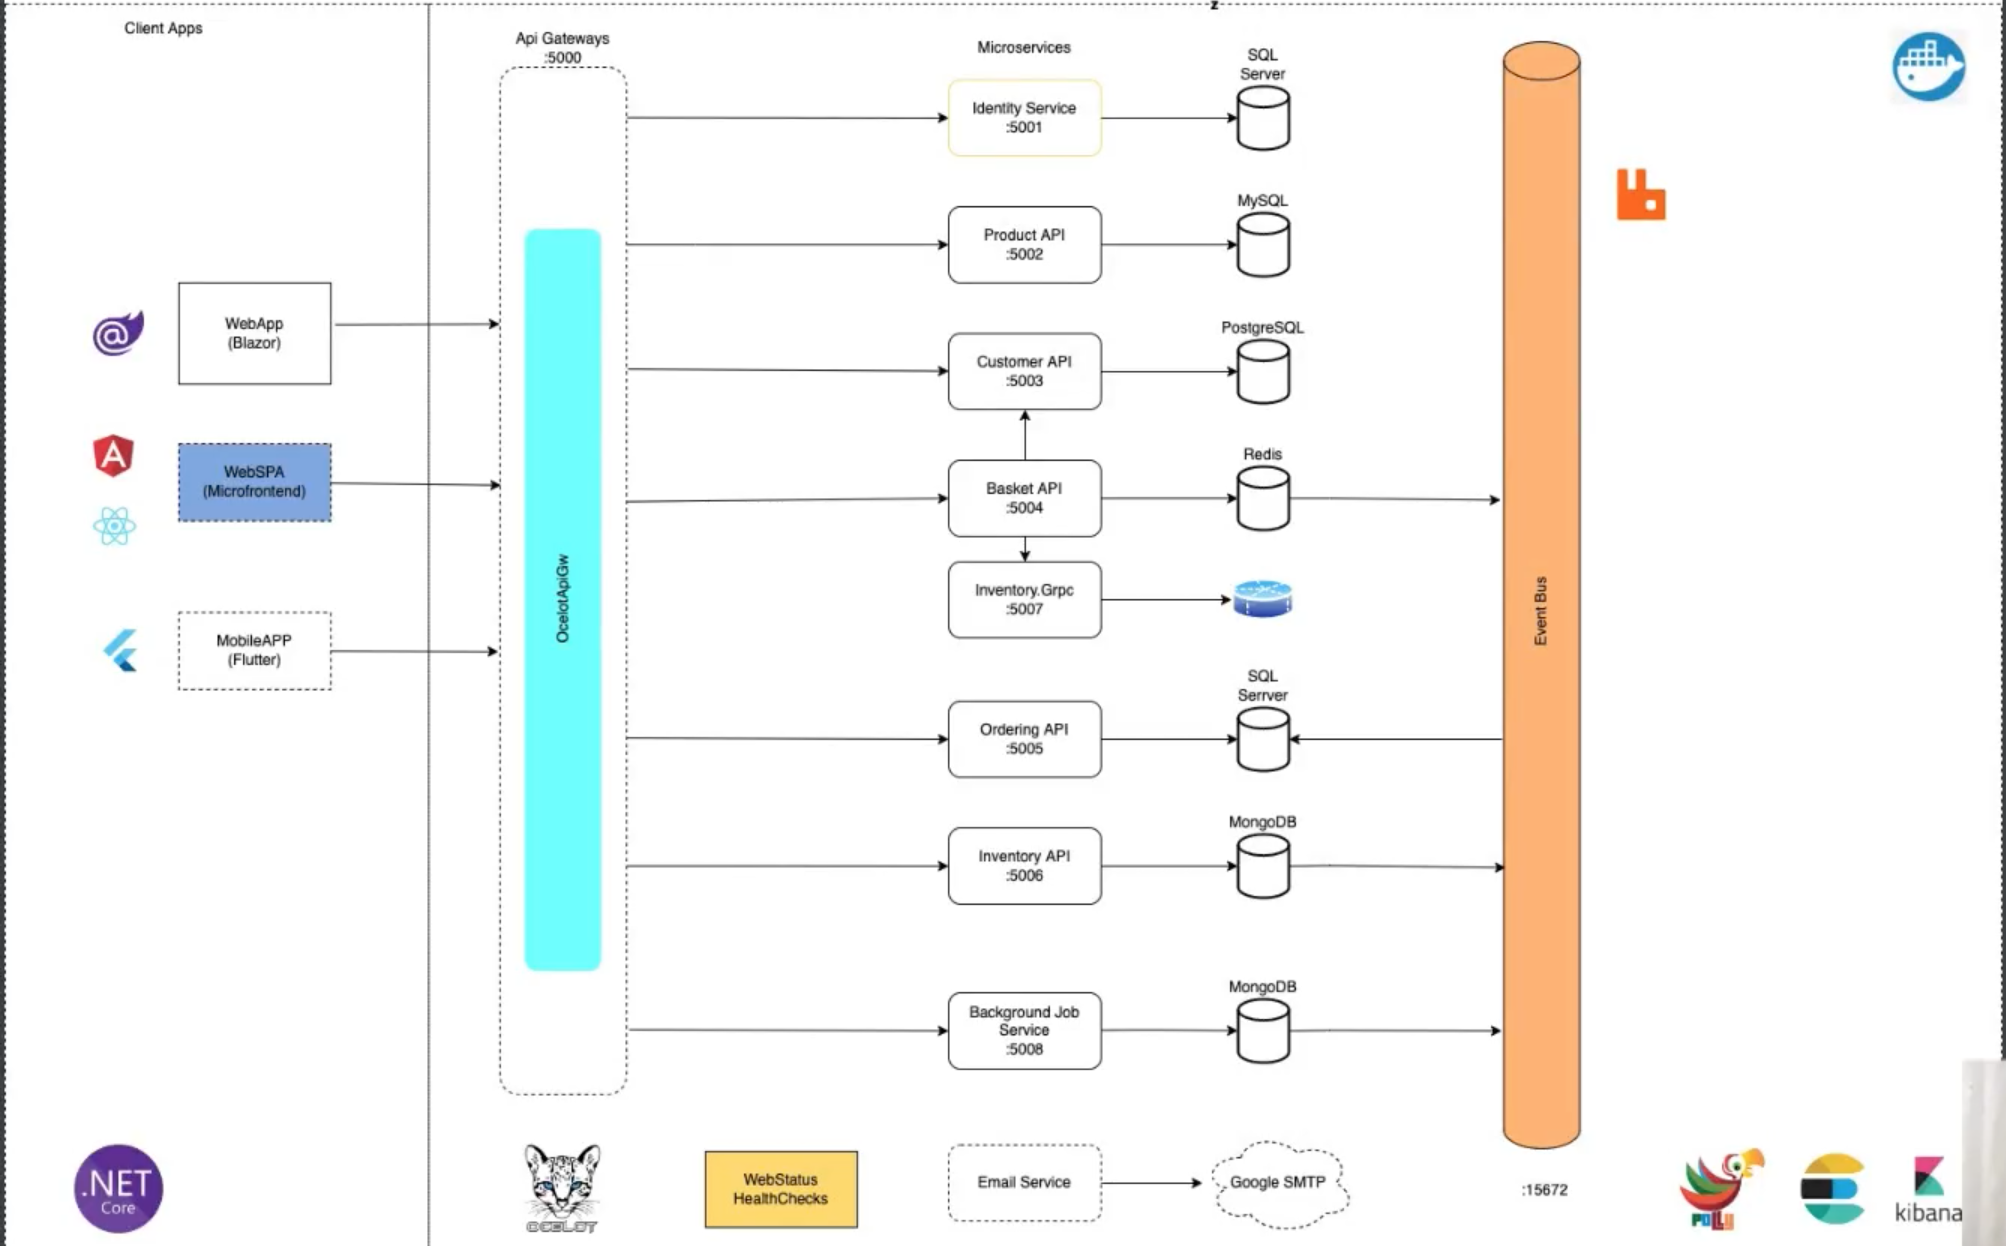 z
Client Apps
Api Gateways
:5000
Microservices
SQL
Server
Identity Service
:5001
MySQL
Product API
:5002
WebApp
(Blazor)
PostgreSQL
Customer API
:5003
WebSPA
(Microfrontend)
Redis
Basket API
:5004
OcelotApiGw
Event Bus
Inventory.Grpc
:5007
MobileAPP
(Flutter)
SQL
Serrver
Ordering API
:5005
MongoDB
Inventory API
:5006
MongoDB
Background Job
Service
:5008
.NET
Core
OCELOT
WebStatus
HealthChecks
Email Service
Google SMTP
:15672
POLLY
kibana